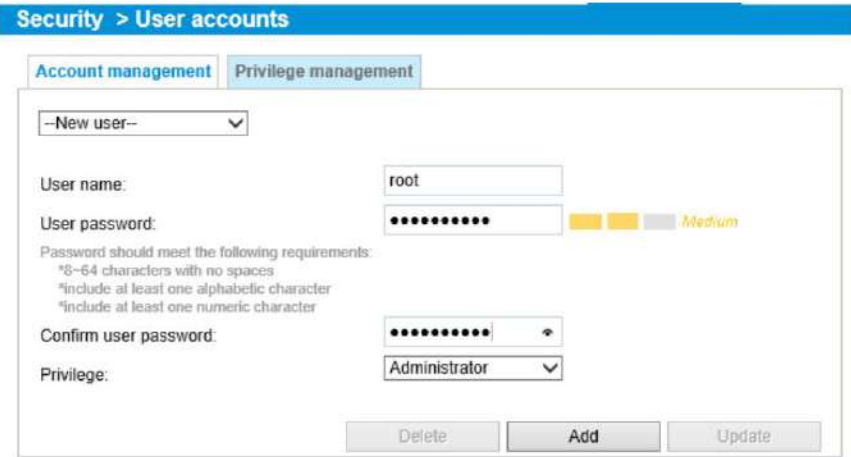 Security > User accounts
Account management Privilege management
--New user--
User name: root
User password: ●●●●●●●●●● Medium
Password should meet the following requirements:
*8~64 characters with no spaces
*include at least one alphabetic character
*include at least one numeric character
Confirm user password: ●●●●●●●●●●
Privilege: Administrator
Delete Add Update